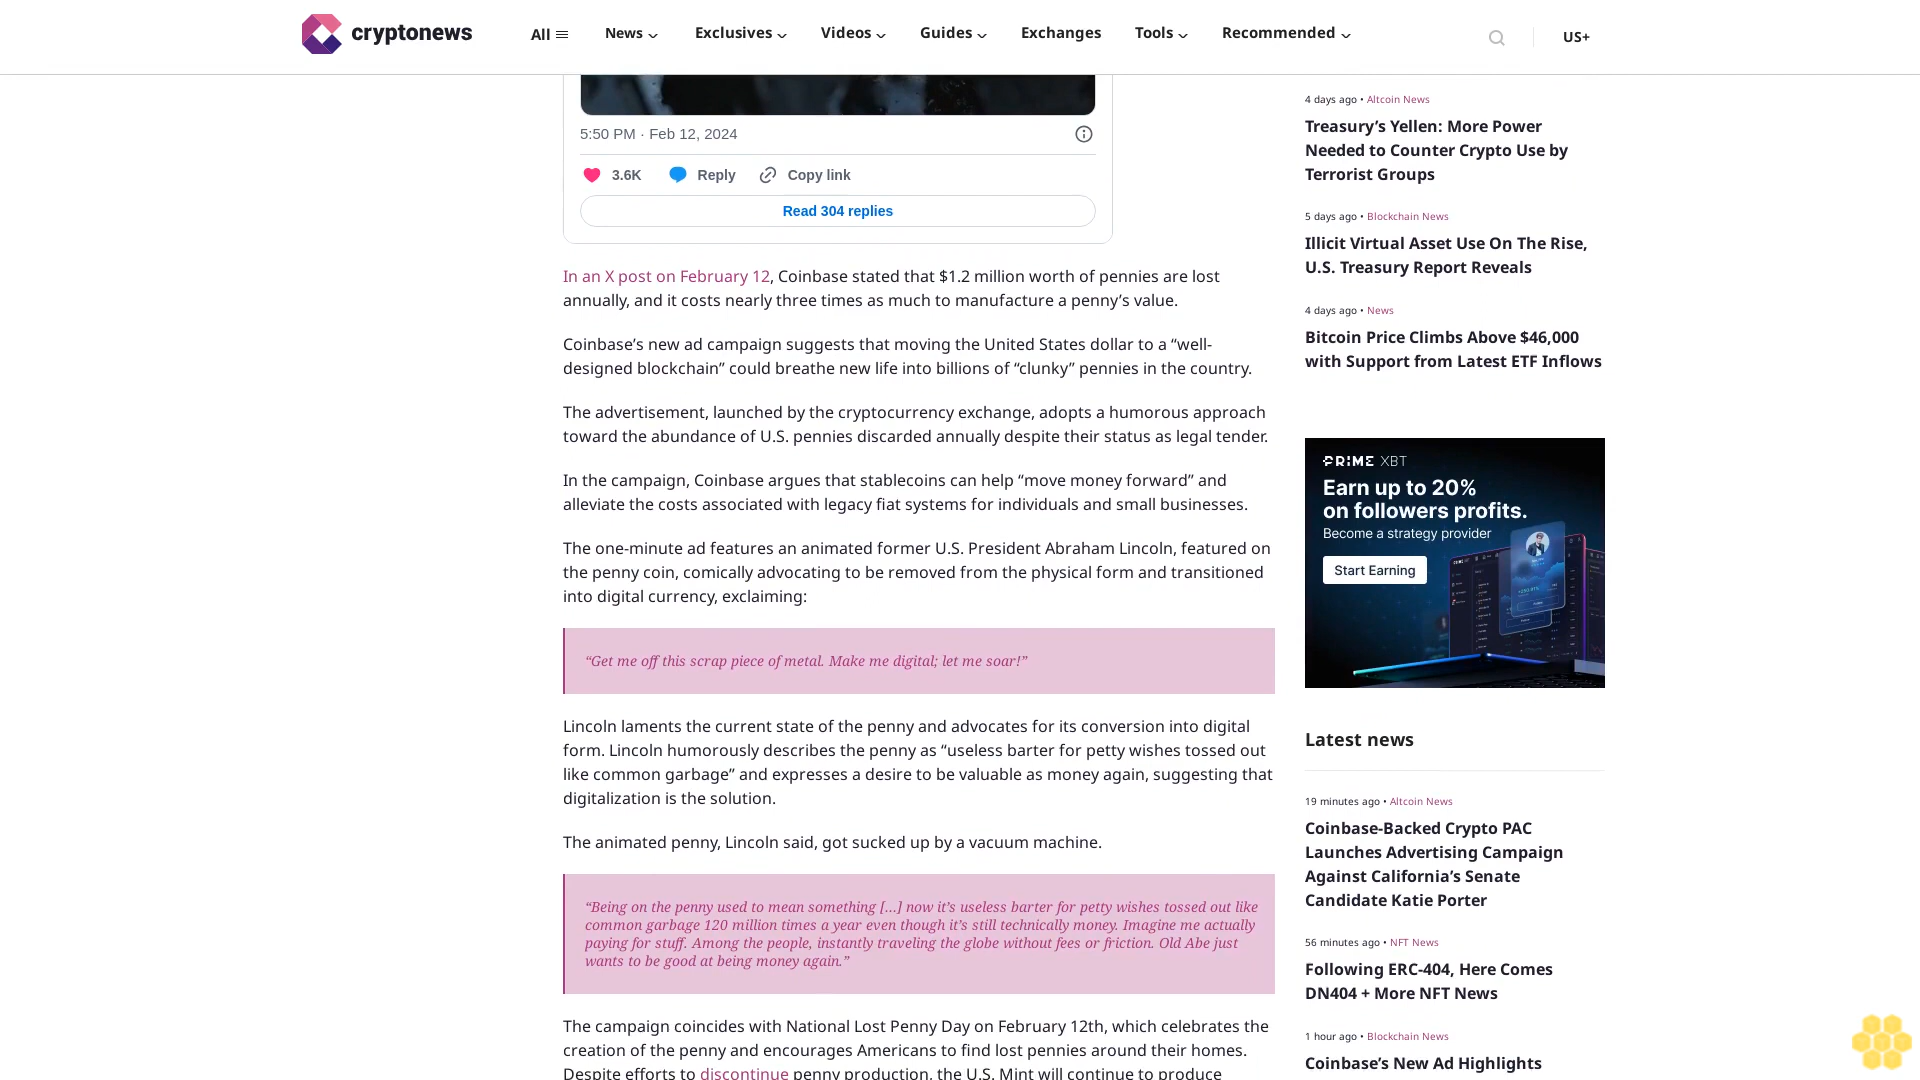 cryptonews
All
News
Exclusives
Videos
Guides
Exchanges
Tools
Recommended
US+
5:50 PM · Feb 12, 2024
3.6K
Reply
Copy link
Read 304 replies
In an X post on February 12, Coinbase stated that $1.2 million worth of pennies are lost
annually, and it costs nearly three times as much to manufacture a penny’s value.
Coinbase’s new ad campaign suggests that moving the United States dollar to a “well-
designed blockchain” could breathe new life into billions of “clunky” pennies in the country.
The advertisement, launched by the cryptocurrency exchange, adopts a humorous approach
toward the abundance of U.S. pennies discarded annually despite their status as legal tender.
In the campaign, Coinbase argues that stablecoins can help “move money forward” and
alleviate the costs associated with legacy fiat systems for individuals and small businesses.
The one-minute ad features an animated former U.S. President Abraham Lincoln, featured on
the penny coin, comically advocating to be removed from the physical form and transitioned
into digital currency, exclaiming:
“Get me off this scrap piece of metal. Make me digital; let me soar!”
Lincoln laments the current state of the penny and advocates for its conversion into digital
form. Lincoln humorously describes the penny as “useless barter for petty wishes tossed out
like common garbage” and expresses a desire to be valuable as money again, suggesting that
digitalization is the solution.
The animated penny, Lincoln said, got sucked up by a vacuum machine.
“Being on the penny used to mean something […] now it’s useless barter for petty wishes tossed out like
common garbage 120 million times a year even though it’s still technically money. Imagine me actually
paying for stuff. Among the people, instantly traveling the globe without fees or friction. Old Abe just
wants to be good at being money again.”
The campaign coincides with National Lost Penny Day on February 12th, which celebrates the
creation of the penny and encourages Americans to find lost pennies around their homes.
Despite efforts to discontinue penny production, the U.S. Mint will continue to produce
4 days ago • Altcoin News
Treasury’s Yellen: More Power
Needed to Counter Crypto Use by
Terrorist Groups
5 days ago • Blockchain News
Illicit Virtual Asset Use On The Rise,
U.S. Treasury Report Reveals
4 days ago • News
Bitcoin Price Climbs Above $46,000
with Support from Latest ETF Inflows
PRIME XBT
Earn up to 20%
on followers profits.
Become a strategy provider
Start Earning
Latest news
19 minutes ago • Altcoin News
Coinbase-Backed Crypto PAC
Launches Advertising Campaign
Against California’s Senate
Candidate Katie Porter
56 minutes ago • NFT News
Following ERC-404, Here Comes
DN404 + More NFT News
1 hour ago • Blockchain News
Coinbase’s New Ad Highlights